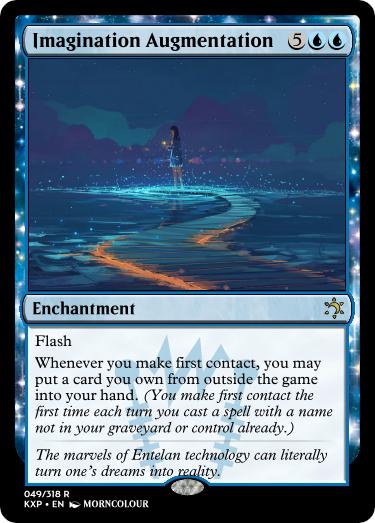 Imagination Augmentation 5
Enchantment
Flash
Whenever you make first contact, you may
put a card you own from outside the game
into your hand. (You make first contact the
first time each turn you cast a spell with a name
not in your graveyard or control already.)
The marvels of Entelan technology can literally
turn one's dreams into reality.
049/318 R
KXP • EN MORNCOLOUR